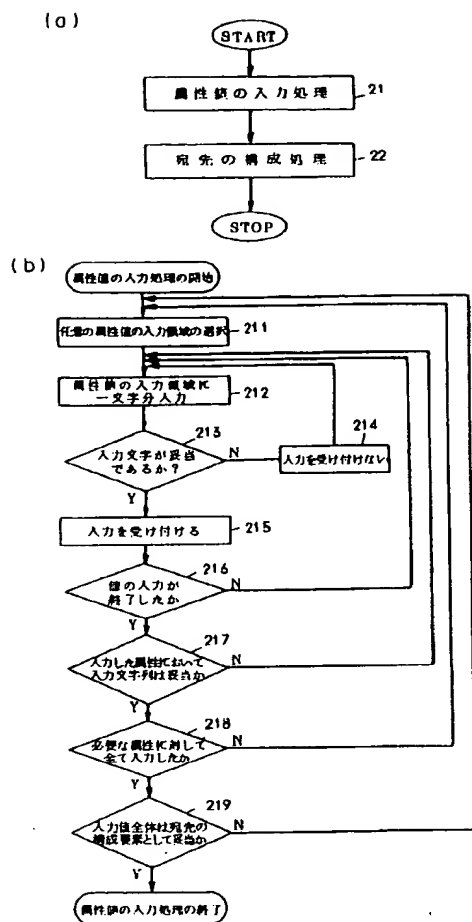 (a)
START
属性値の入力処理
21
宛先の構成処理
22
STOP
(b)
属性値の入力処理の開始
任意の属性値の入力領域の選択
211
属性値の入力領域に
一文字分入力
212
213
入力文字が妥当
であるか?
N
214
入力を受け付けない
Y
入力を受け付ける
215
216
値の入力が
終了したか
N
Y
217
入力した属性において
入力文字列は妥当か
N
Y
218
必要な属性に対して
全て入力したか
N
Y
219
入力値全体は宛先の
構成要素として妥当か
N
Y
属性値の入力処理の終了